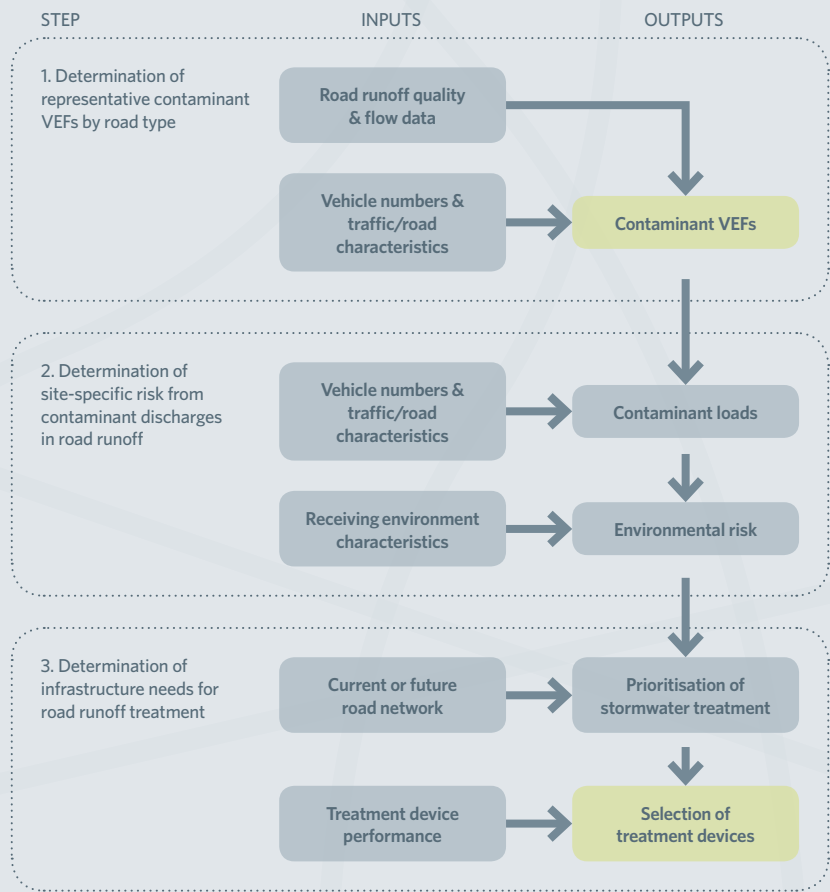 STEP
INPUTS
OUTPUTS
1. Determination of
representative contaminant
VEFs by road type
Road runoff quality
& flow data
Vehicle numbers &
traffic/road
characteristics
Contaminant VEFs
2. Determination of
site-specific risk from
contaminant discharges
in road runoff
Vehicle numbers &
traffic/road
characteristics
Contaminant loads
Receiving environment
characteristics
Environmental risk
3. Determination of
infrastructure needs for
road runoff treatment
Current or future
road network
Prioritisation of
stormwater treatment
Treatment device
performance
Selection of
treatment devices